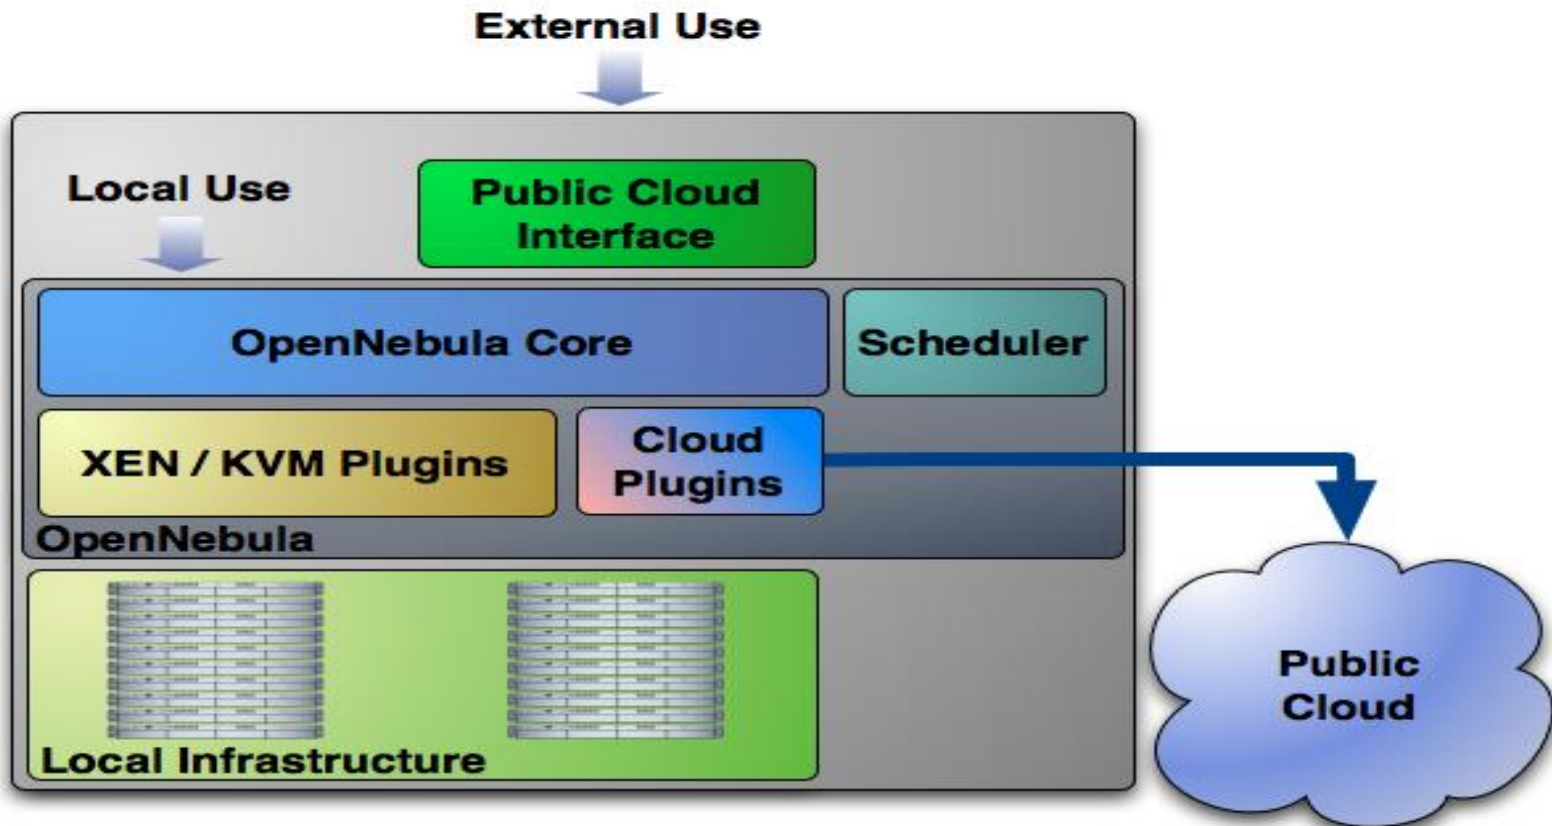 External Use
Local Use
Public Cloud
Interface
OpenNebula Core
Scheduler
XEN / KVM Plugins
Cloud
Plugins
OpenNebula
Local Infrastructure
Public
Cloud